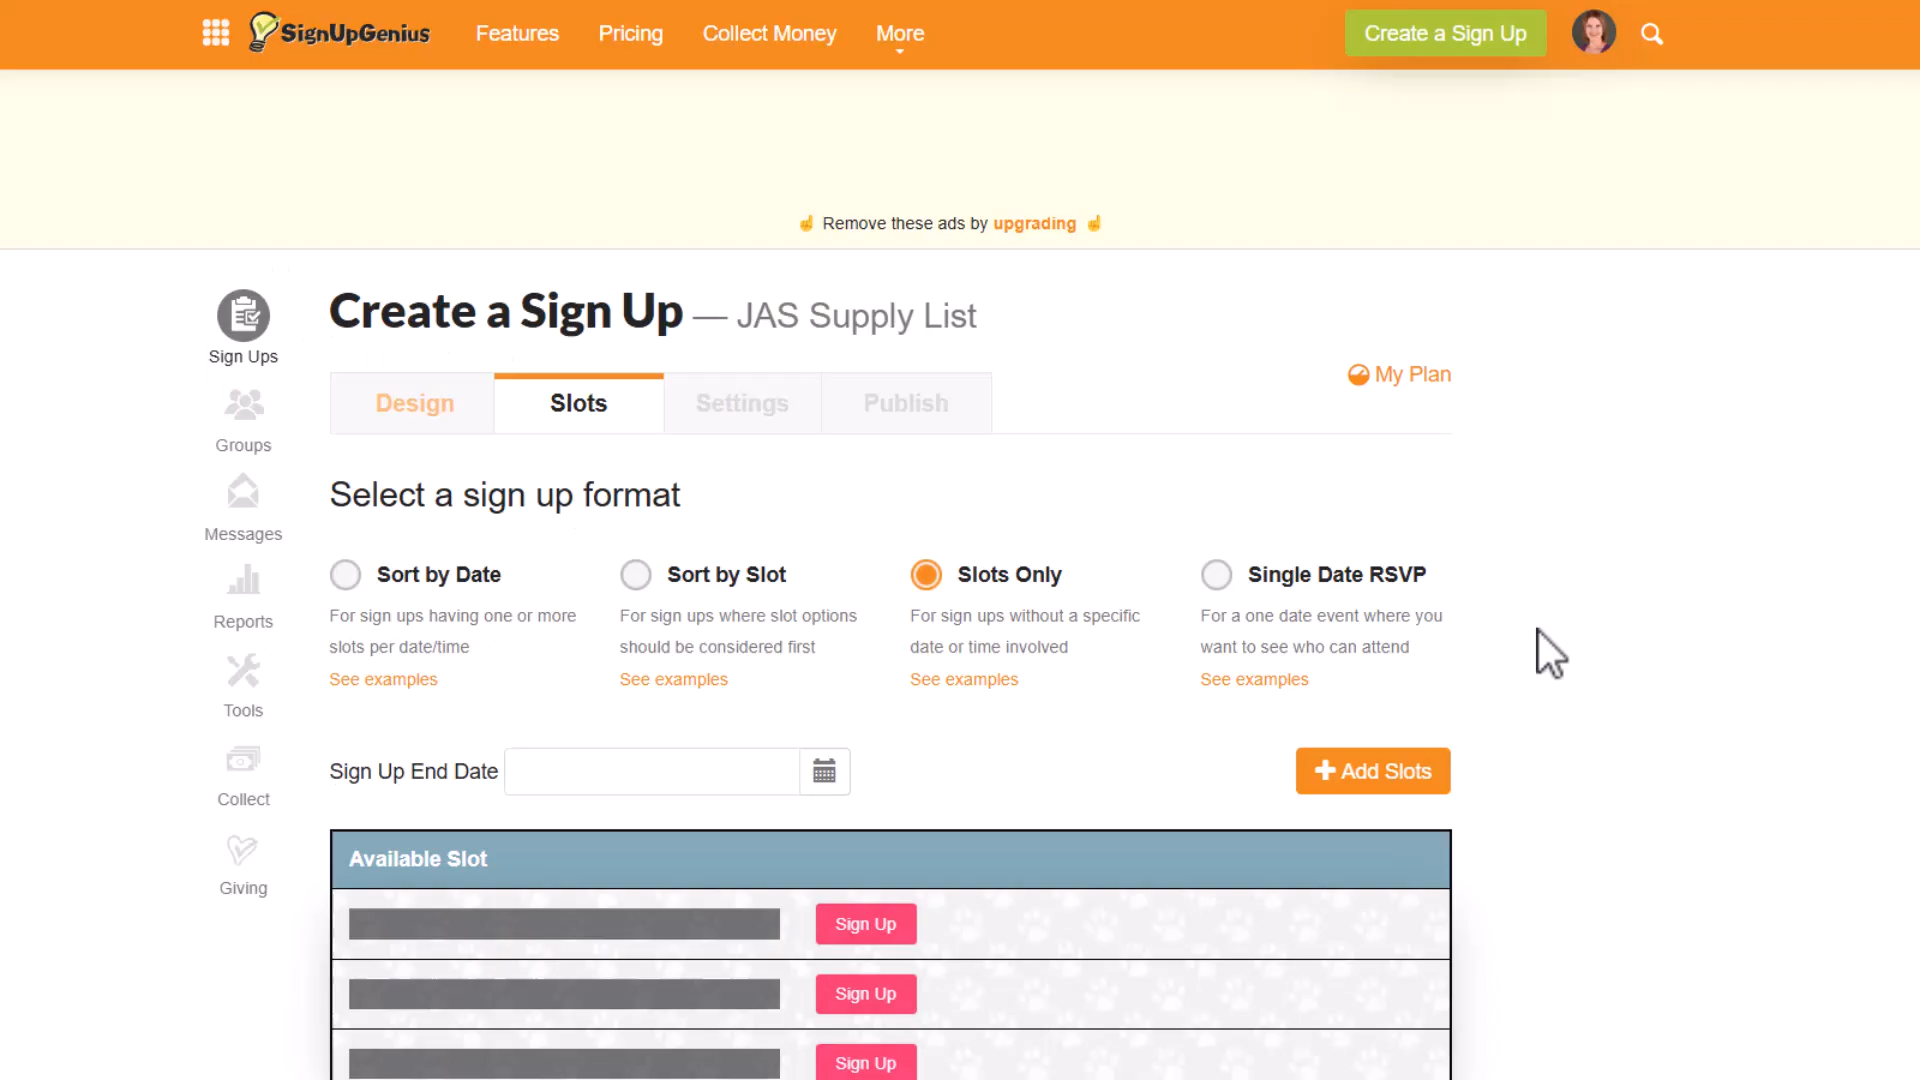 SignUpGenius
Features
Pricing
Collect Money
More
Create a Sign Up
Remove these ads by upgrading
Sign Ups
Groups
Messages
Reports
Tools
Collect
Giving
Create a Sign Up — JAS Supply List
My Plan
Design
Slots
Settings
Publish
Select a sign up format
Sort by Date
For sign ups having one or more
slots per date/time
See examples
Sort by Slot
For sign ups where slot options
should be considered first
See examples
Slots Only
For sign ups without a specific
date or time involved
See examples
Single Date RSVP
For a one date event where you
want to see who can attend
See examples
Sign Up End Date
Add Slots
Available Slot
Sign Up
Sign Up
Sign Up